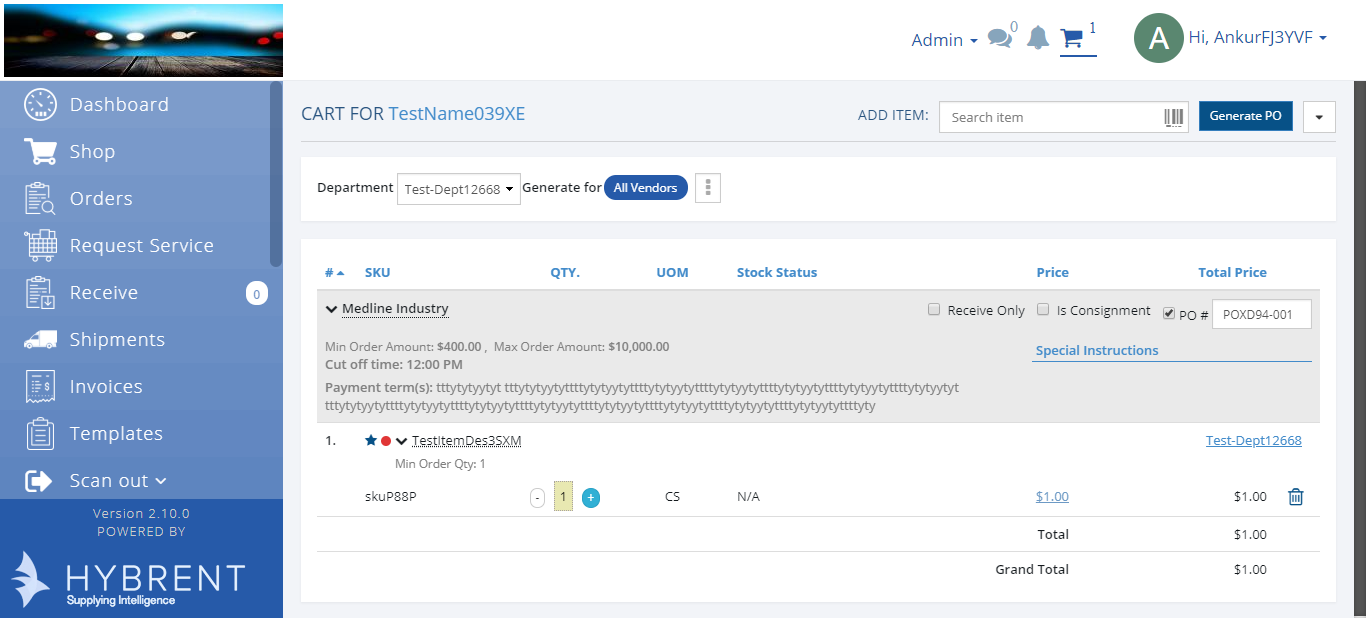 Admin 0 1 A Hi, AnkurFJ3YVF
Dashboard
Shop
Orders
Request Service
Receive 0
Shipments
Invoices
Templates
Scan out
Version 2.10.0
POWERED BY
HYBRENT
Supplying Intelligence
CART FOR TestName039XE ADD ITEM: Search item Generate PO
Department Test-Dept12668 Generate for All Vendors
# SKU QTY. UOM Stock Status Price Total Price
Medline Industry Receive Only Is Consignment PO # POXD94-001
Min Order Amount: $400.00 , Max Order Amount: $10,000.00
Special Instructions
Cut off time: 12:00 PM
Payment term(s): tttytytyytyt tttytytyytyttttytytyytyttttytytyytyttttytytyytyttttytytyytyttttytytyytyttttytytyytyt
tttytytyytyttttytytyytyttttytytyytyttttytytyytyttttytytyytyttttytytyytyttttytytyytyttttytytyytyttttyty
1. TestItemDes3SXM Test-Dept12668
Min Order Qty: 1
skuP88P - 1 + CS N/A $1.00 $1.00
Total $1.00
Grand Total $1.00